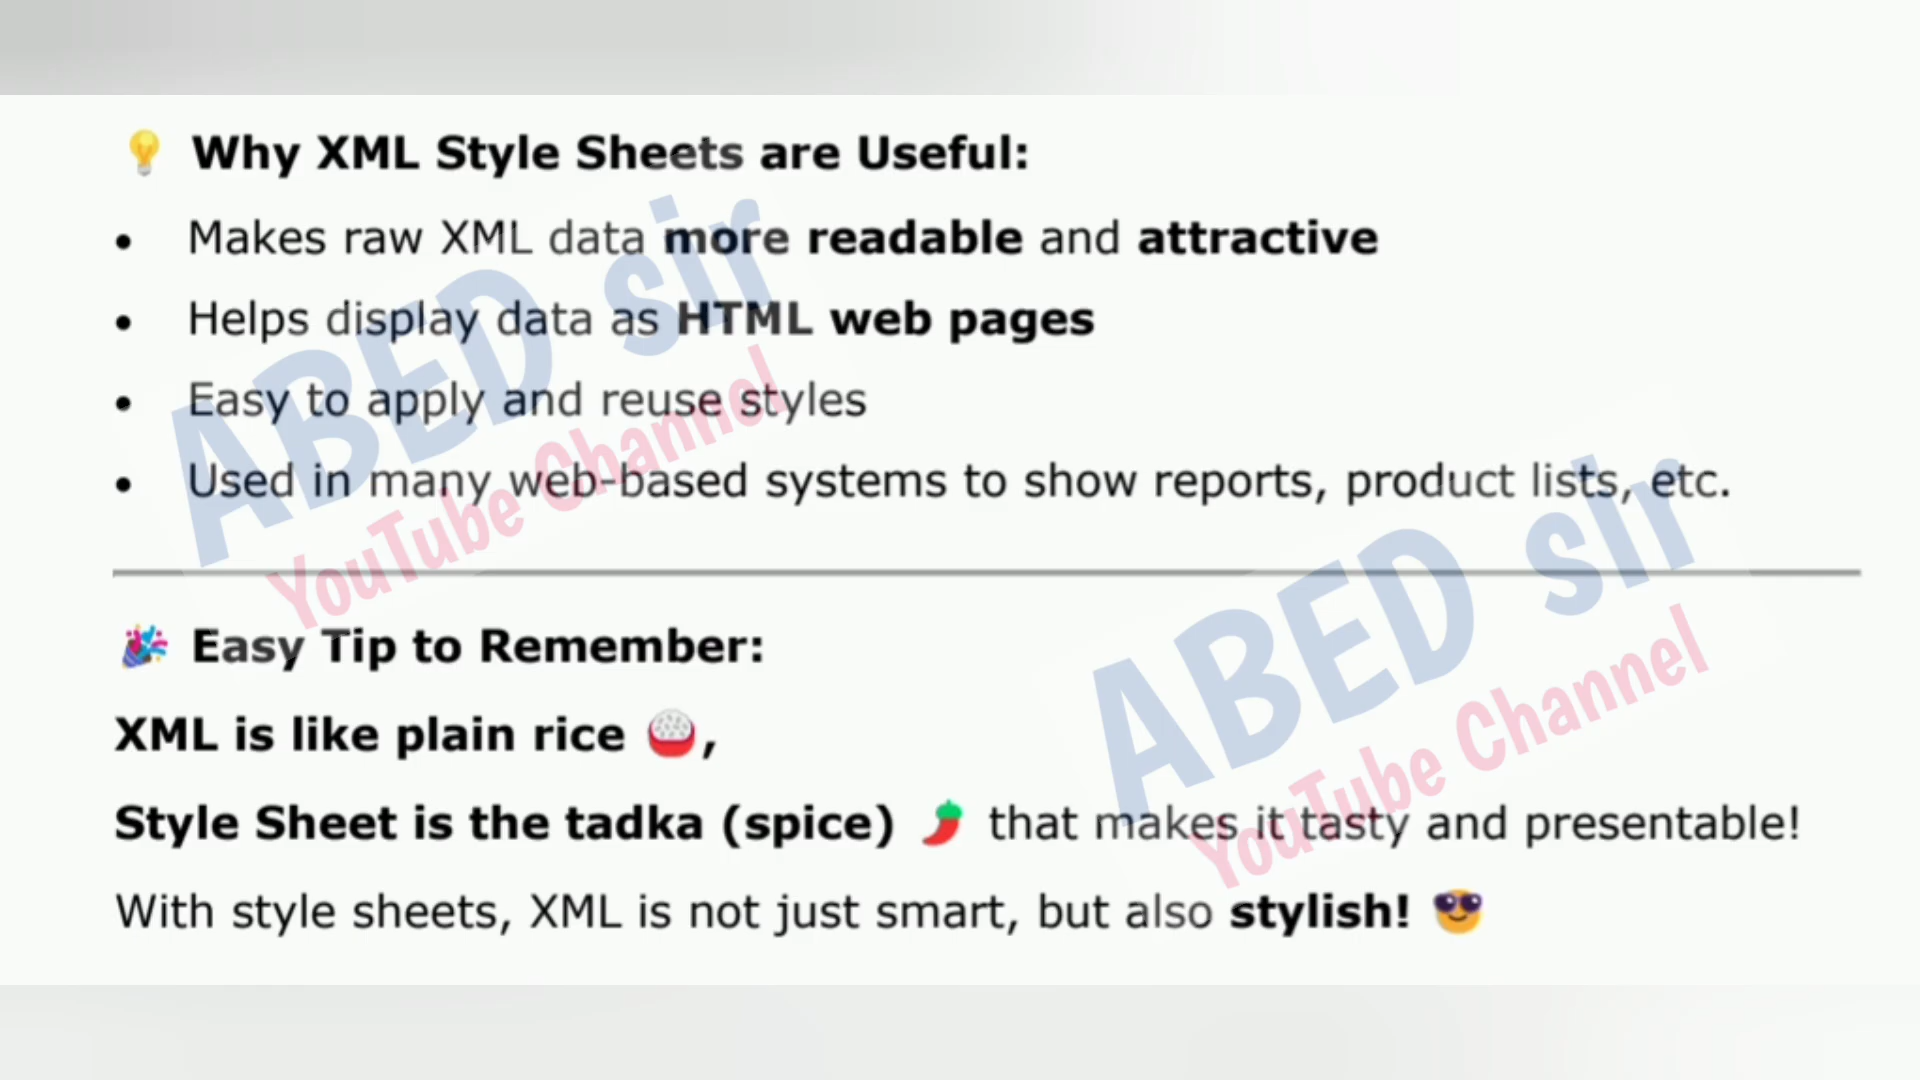 💡 Why XML Style Sheets are Useful:
• Makes raw XML data more readable and attractive
• Helps display data as HTML web pages
• Easy to apply and reuse styles
• Used in many web-based systems to show reports, product lists, etc.
🎉 Easy Tip to Remember:
XML is like plain rice 🍚,
Style Sheet is the tadka (spice) 🌶️ that makes it tasty and presentable!
With style sheets, XML is not just smart, but also stylish! 😎
ABED sir
YouTube Channel
ABED sir
YouTube Channel